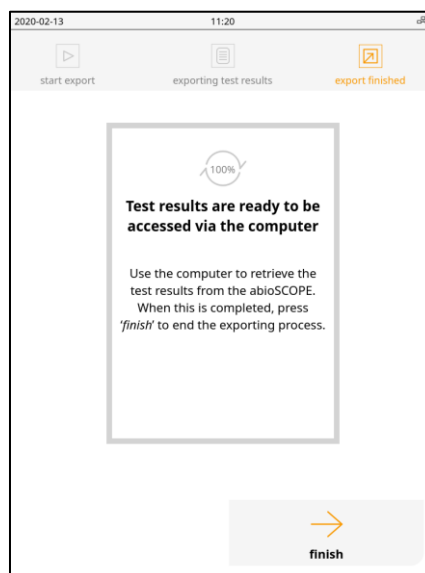 2020-02-13 11:20
start export exporting test results export finished
100%
Test results are ready to be
accessed via the computer
Use the computer to retrieve the
test results from the abioSCOPE.
When this is completed, press
‘finish’ to end the exporting process.
finish